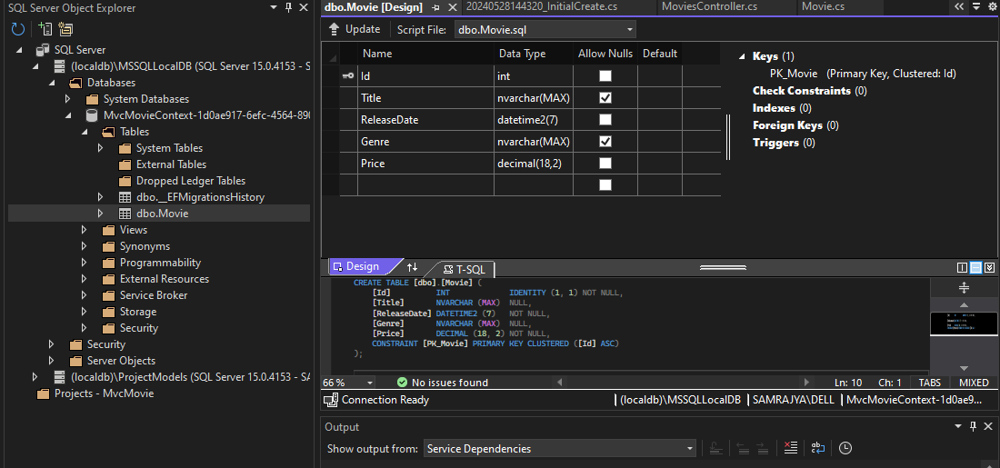 SQL Server Object Explorer
SQL Server
(localdb)\MSSQLLocalDB (SQL Server 15.0.4153 - S
Databases
System Databases
MvcMovieContext-1d0ae917-6efc-4564-890
Tables
System Tables
External Tables
Dropped Ledger Tables
dbo.__EFMigrationsHistory
dbo.Movie
Views
Synonyms
Programmability
External Resources
Service Broker
Storage
Security
Security
Server Objects
(localdb)\ProjectModels (SQL Server 15.0.4153 - SA
Projects - MvcMovie
dbo.Movie [Design] 20240528144320_InitialCreate.cs MoviesController.cs Movie.cs
Update Script File: dbo.Movie.sql
Name Data Type Allow Nulls Default
Id int
Title nvarchar(MAX)
ReleaseDate datetime2(7)
Genre nvarchar(MAX)
Price decimal(18,2)
Keys (1)
PK_Movie (Primary Key, Clustered: Id)
Check Constraints (0)
Indexes (0)
Foreign Keys (0)
Triggers (0)
Design T-SQL
CREATE TABLE [dbo].[Movie] (
[Id] INT IDENTITY (1, 1) NOT NULL,
[Title] NVARCHAR (MAX) NULL,
[ReleaseDate] DATETIME2 (7) NOT NULL,
[Genre] NVARCHAR (MAX) NULL,
[Price] DECIMAL (18, 2) NOT NULL,
CONSTRAINT [PK_Movie] PRIMARY KEY CLUSTERED ([Id] ASC)
);
66 % No issues found Ln: 10 Ch: 1 TABS MIXED
Connection Ready (localdb)\MSSQLLocalDB SAMRAJYA\DELL MvcMovieContext-1d0ae9...
Output
Show output from: Service Dependencies